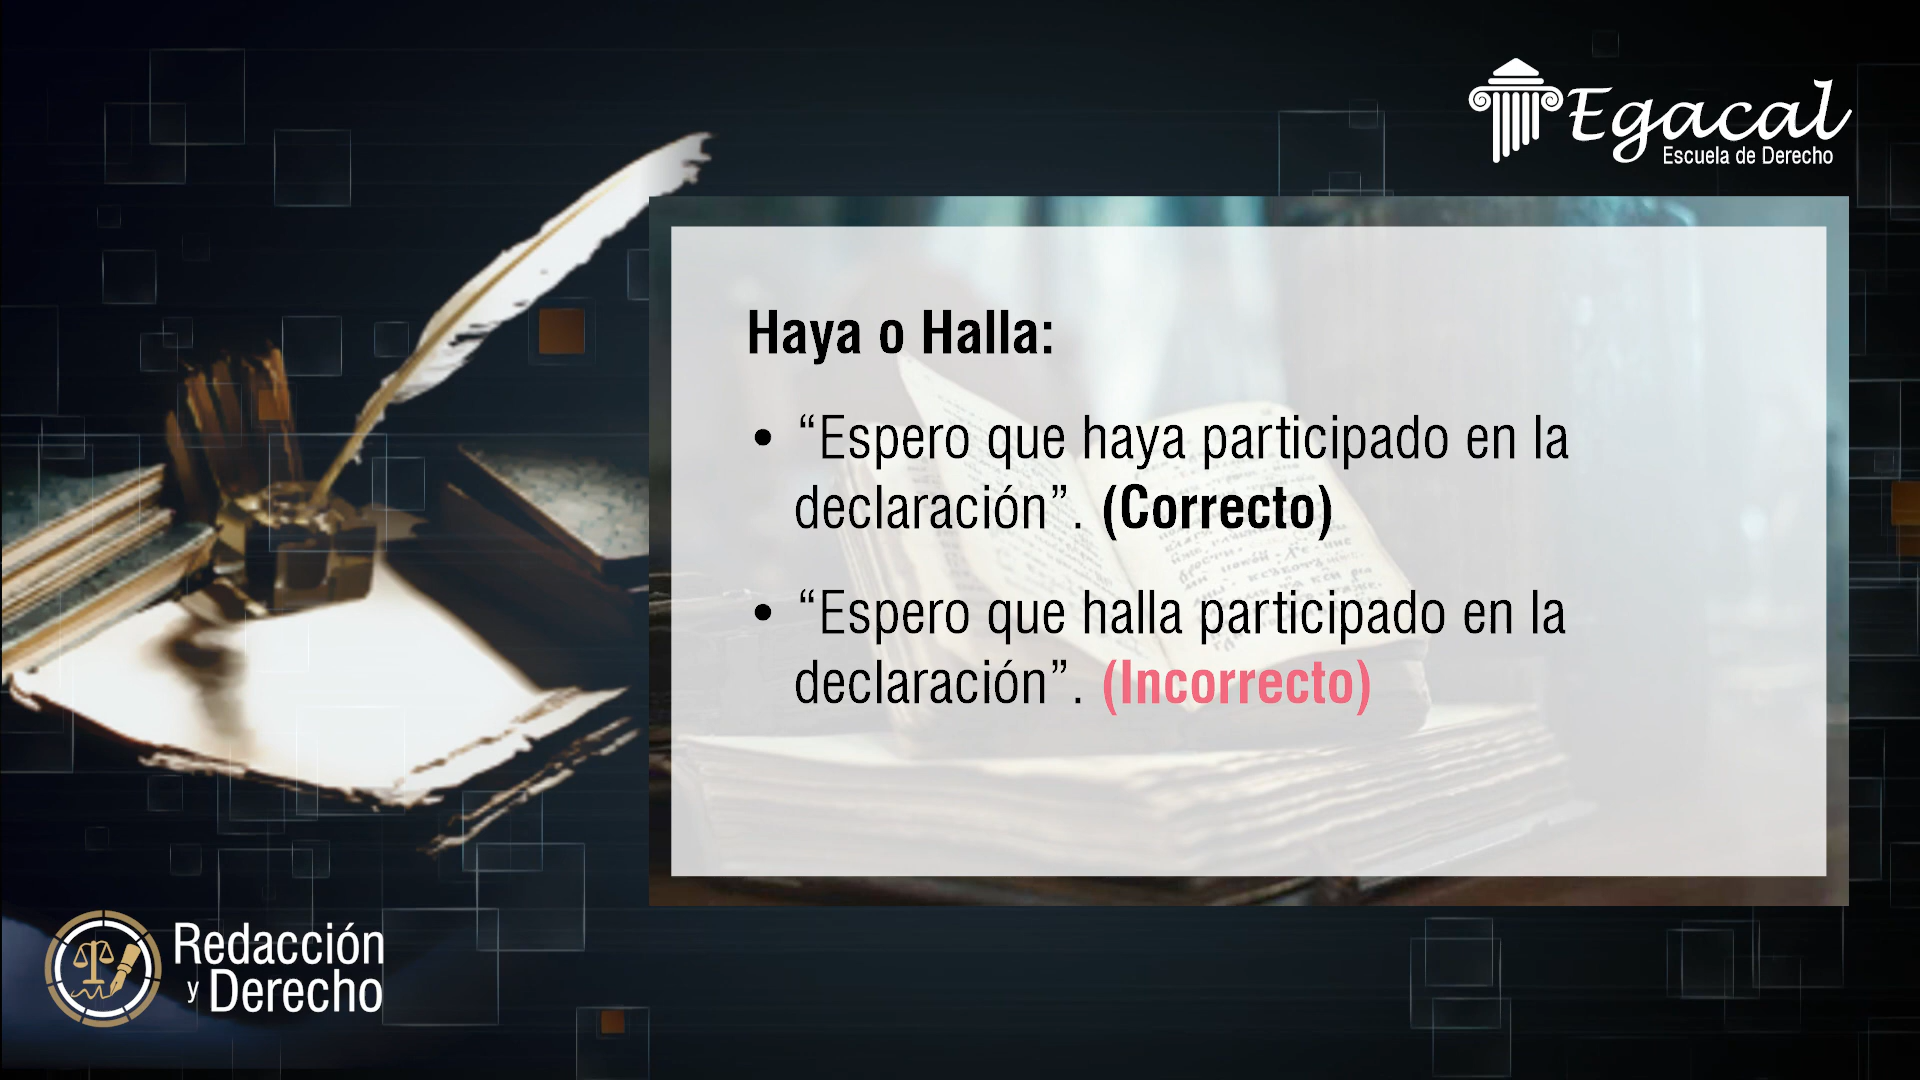 Egacal
Escuela de Derecho
Haya o Halla:
• “Espero que haya participado en la
declaración”. (Correcto)
• “Espero que halla participado en la
declaración”. (Incorrecto)
Redacción
y Derecho